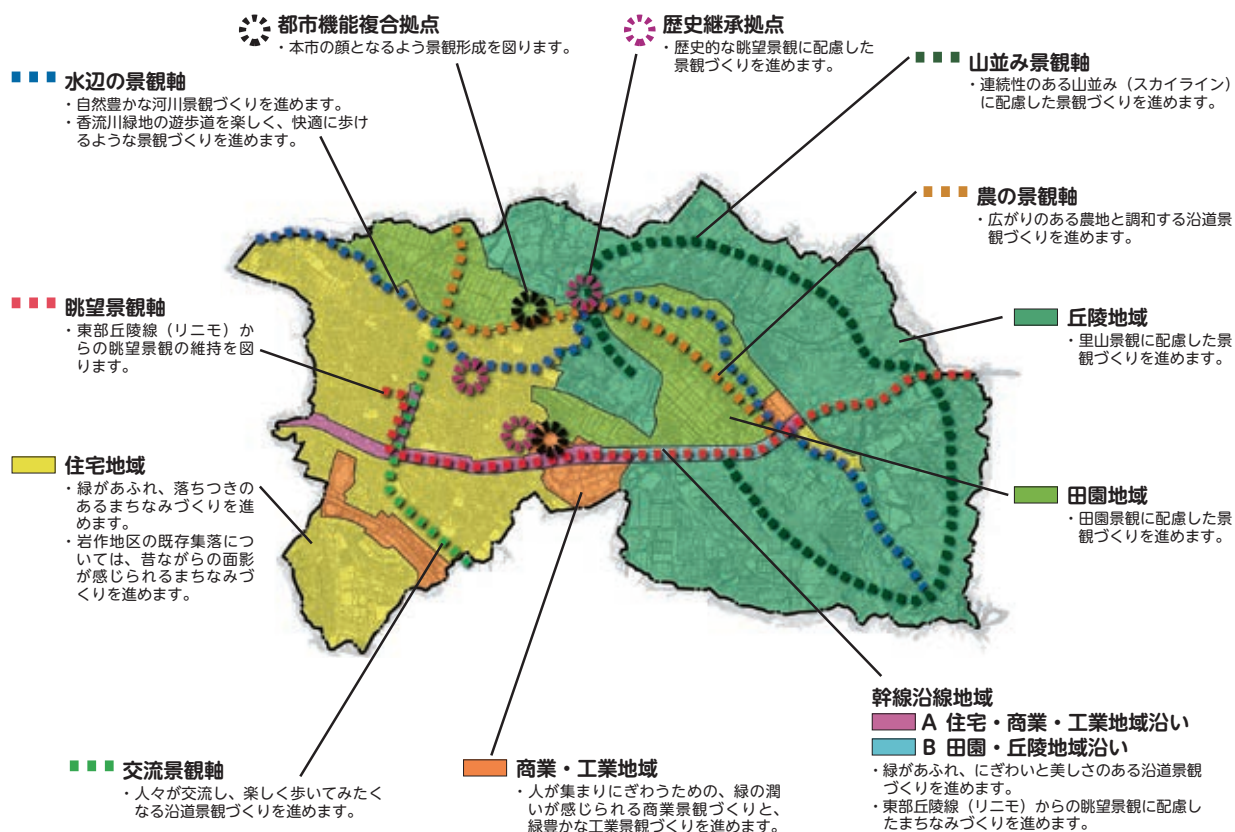 都市機能複合拠点
・本市の顔となるよう景観形成を図ります。
歴史継承拠点
・歴史的な眺望景観に配慮した
景観づくりを進めます。
山並み景観軸
・連続性のある山並み（スカイライン）
に配慮した景観づくりを進めます。
水辺の景観軸
・自然豊かな河川景観づくりを進めます。
・香流川緑地の遊歩道を楽しく、快適に歩け
るような景観づくりを進めます。
農の景観軸
・広がりのある農地と調和する沿道景
観づくりを進めます。
眺望景観軸
・東部丘陵線（リニモ）か
らの眺望景観の維持を図
ります。
丘陵地域
・里山景観に配慮した景
観づくりを進めます。
住宅地域
・緑があふれ、落ちつきの
あるまちなみづくりを進
めます。
・岩作地区の既存集落につ
いては、昔ながらの面影
が感じられるまちなみづ
くりを進めます。
田園地域
・田園景観に配慮した景
観づくりを進めます。
交流景観軸
・人々が交流し、楽しく歩いてみたく
なる沿道景観づくりを進めます。
商業・工業地域
・人が集まりにぎわうための、緑の潤
いが感じられる商業景観づくりと、
緑豊かな工業景観づくりを進めます。
幹線沿線地域
A 住宅・商業・工業地域沿い
B 田園・丘陵地域沿い
・緑があふれ、にぎわいと美しさのある沿道景観
づくりを進めます。
・東部丘陵線（リニモ）からの眺望景観に配慮し
たまちなみづくりを進めます。